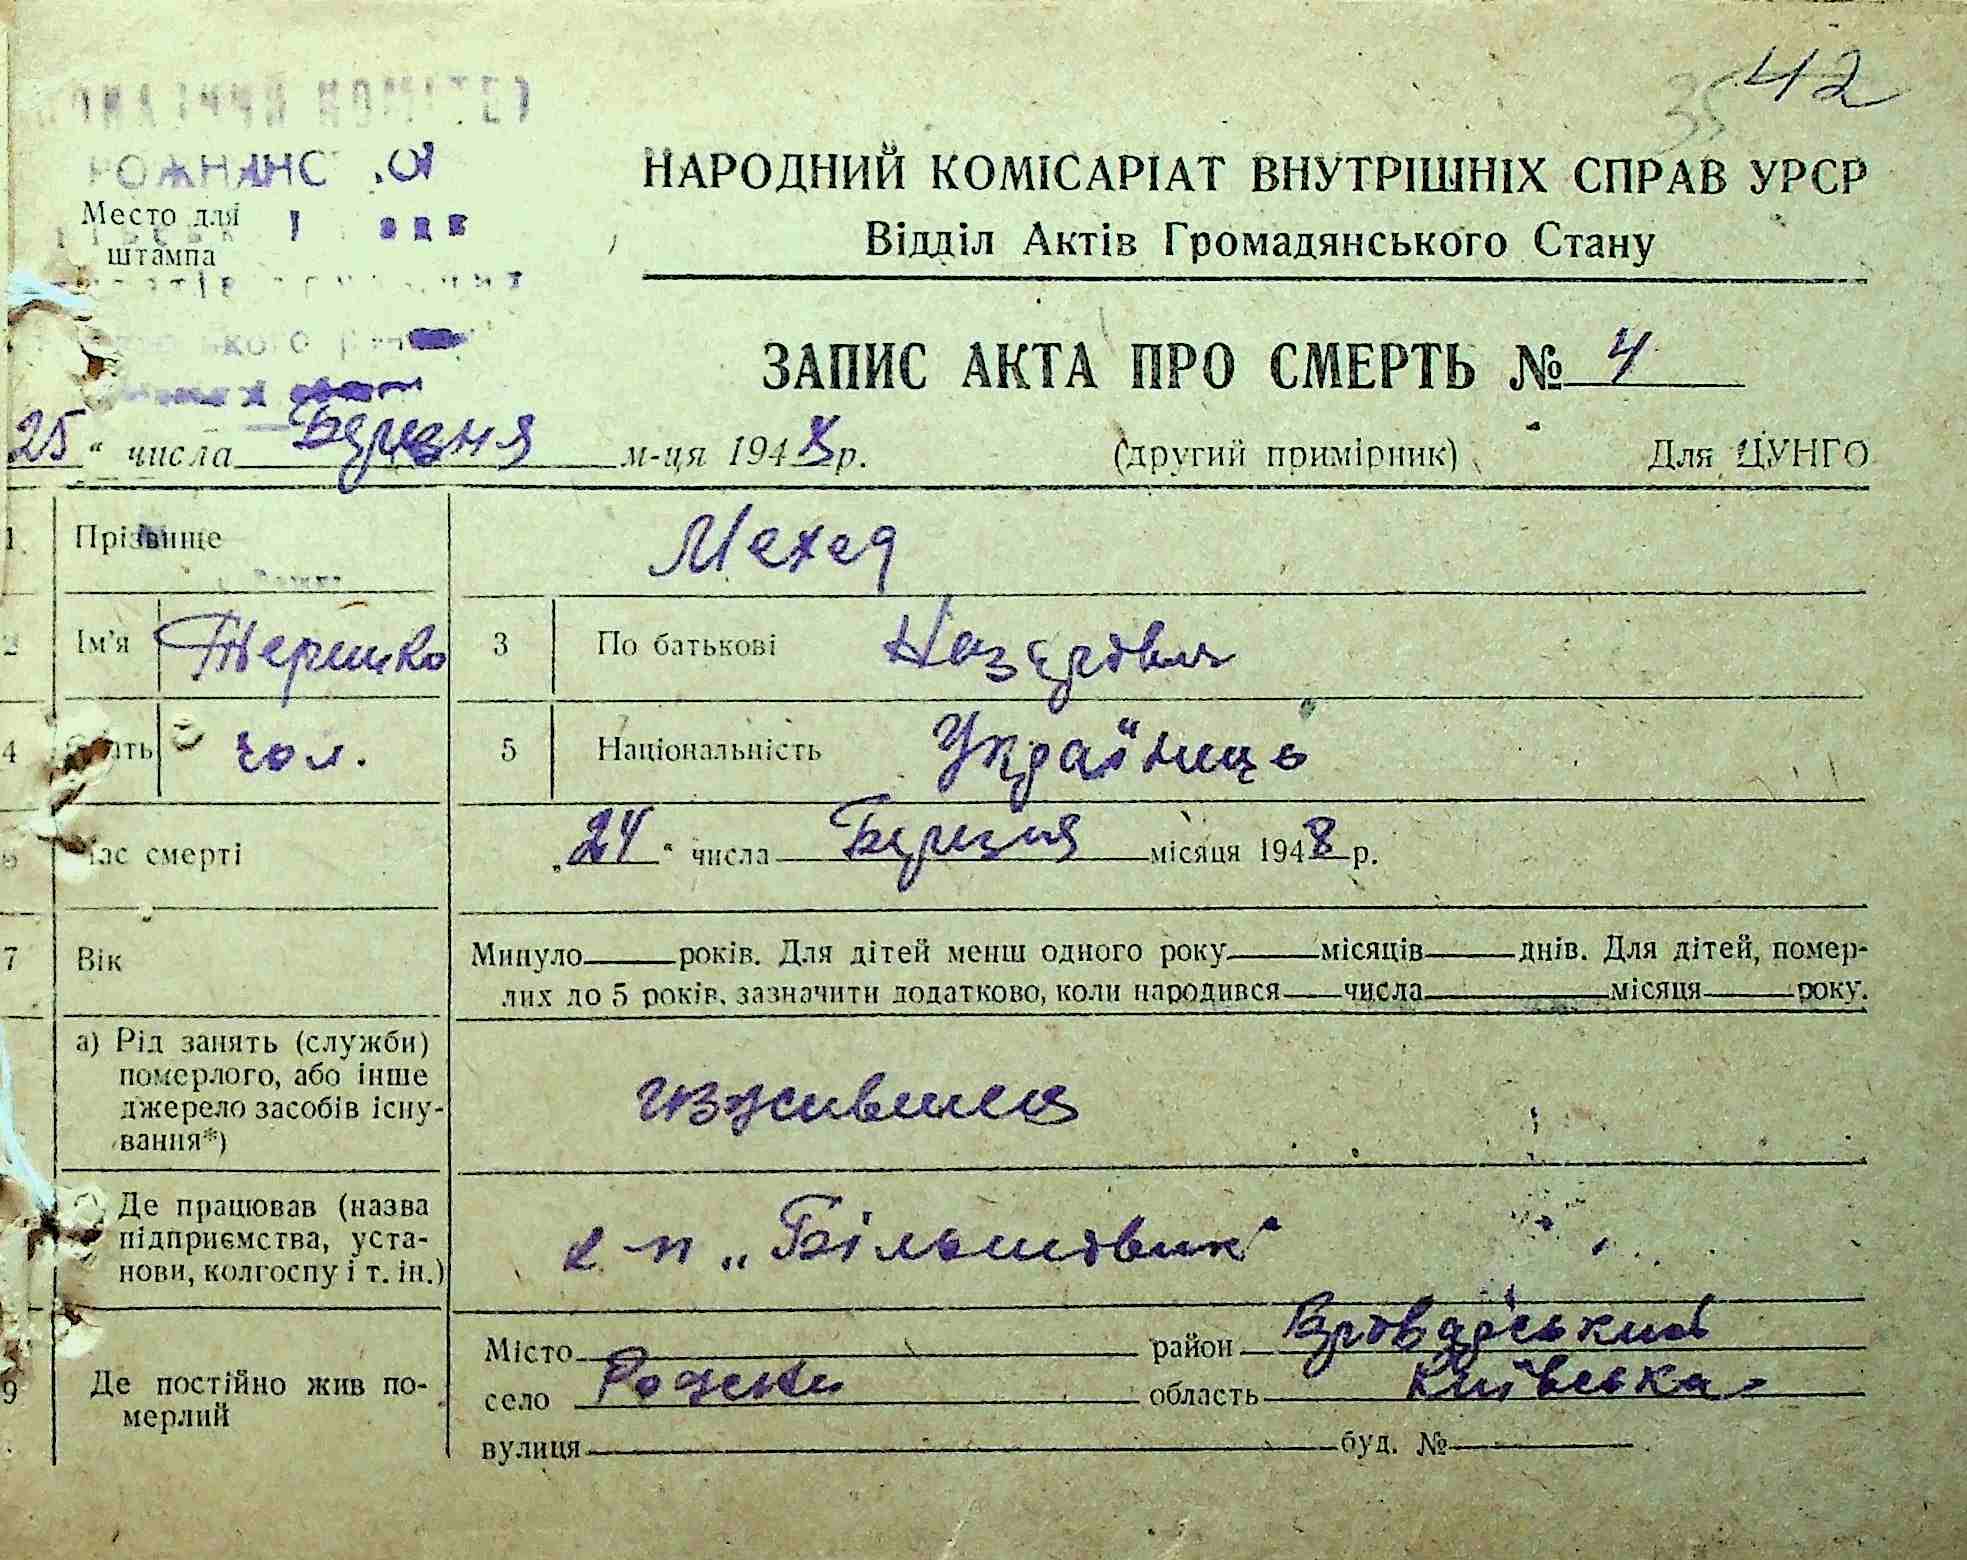 42
35
НАРОДНИЙ КОМІСАРІАТ ВНУТРІШНІХ СПРАВ УРСР
Место для
штампа
Відділ Актів Громадянського Стану
ЗАПИС АКТА ПРО СМЕРТЬ № 4
25 " числа Березня м-ця 1948 р. (другий примірник) Для ЦУНГО
1. Прізвище Мехед
2 Ім'я 3 По батькові
4 чол. 5 Національність Українець
Час смерті „24" числа Березня місяця 1948 р.
7 Вік Минуло років. Для дітей менш одного року місяців днів. Для дітей, помер-
лих до 5 років, зазначити додатково, коли народився числа місяця року.
а) Рід занять (служби)
померлого, або інше
джерело засобів існу-
вання*)
Де працював (назва
підприємства, уста-
нови, колгоспу і т. ін.)
„Більшовик"
9 Де постійно жив по-
мерлий
Місто район Броварський
село Рожни область Київська
вулиця буд. №